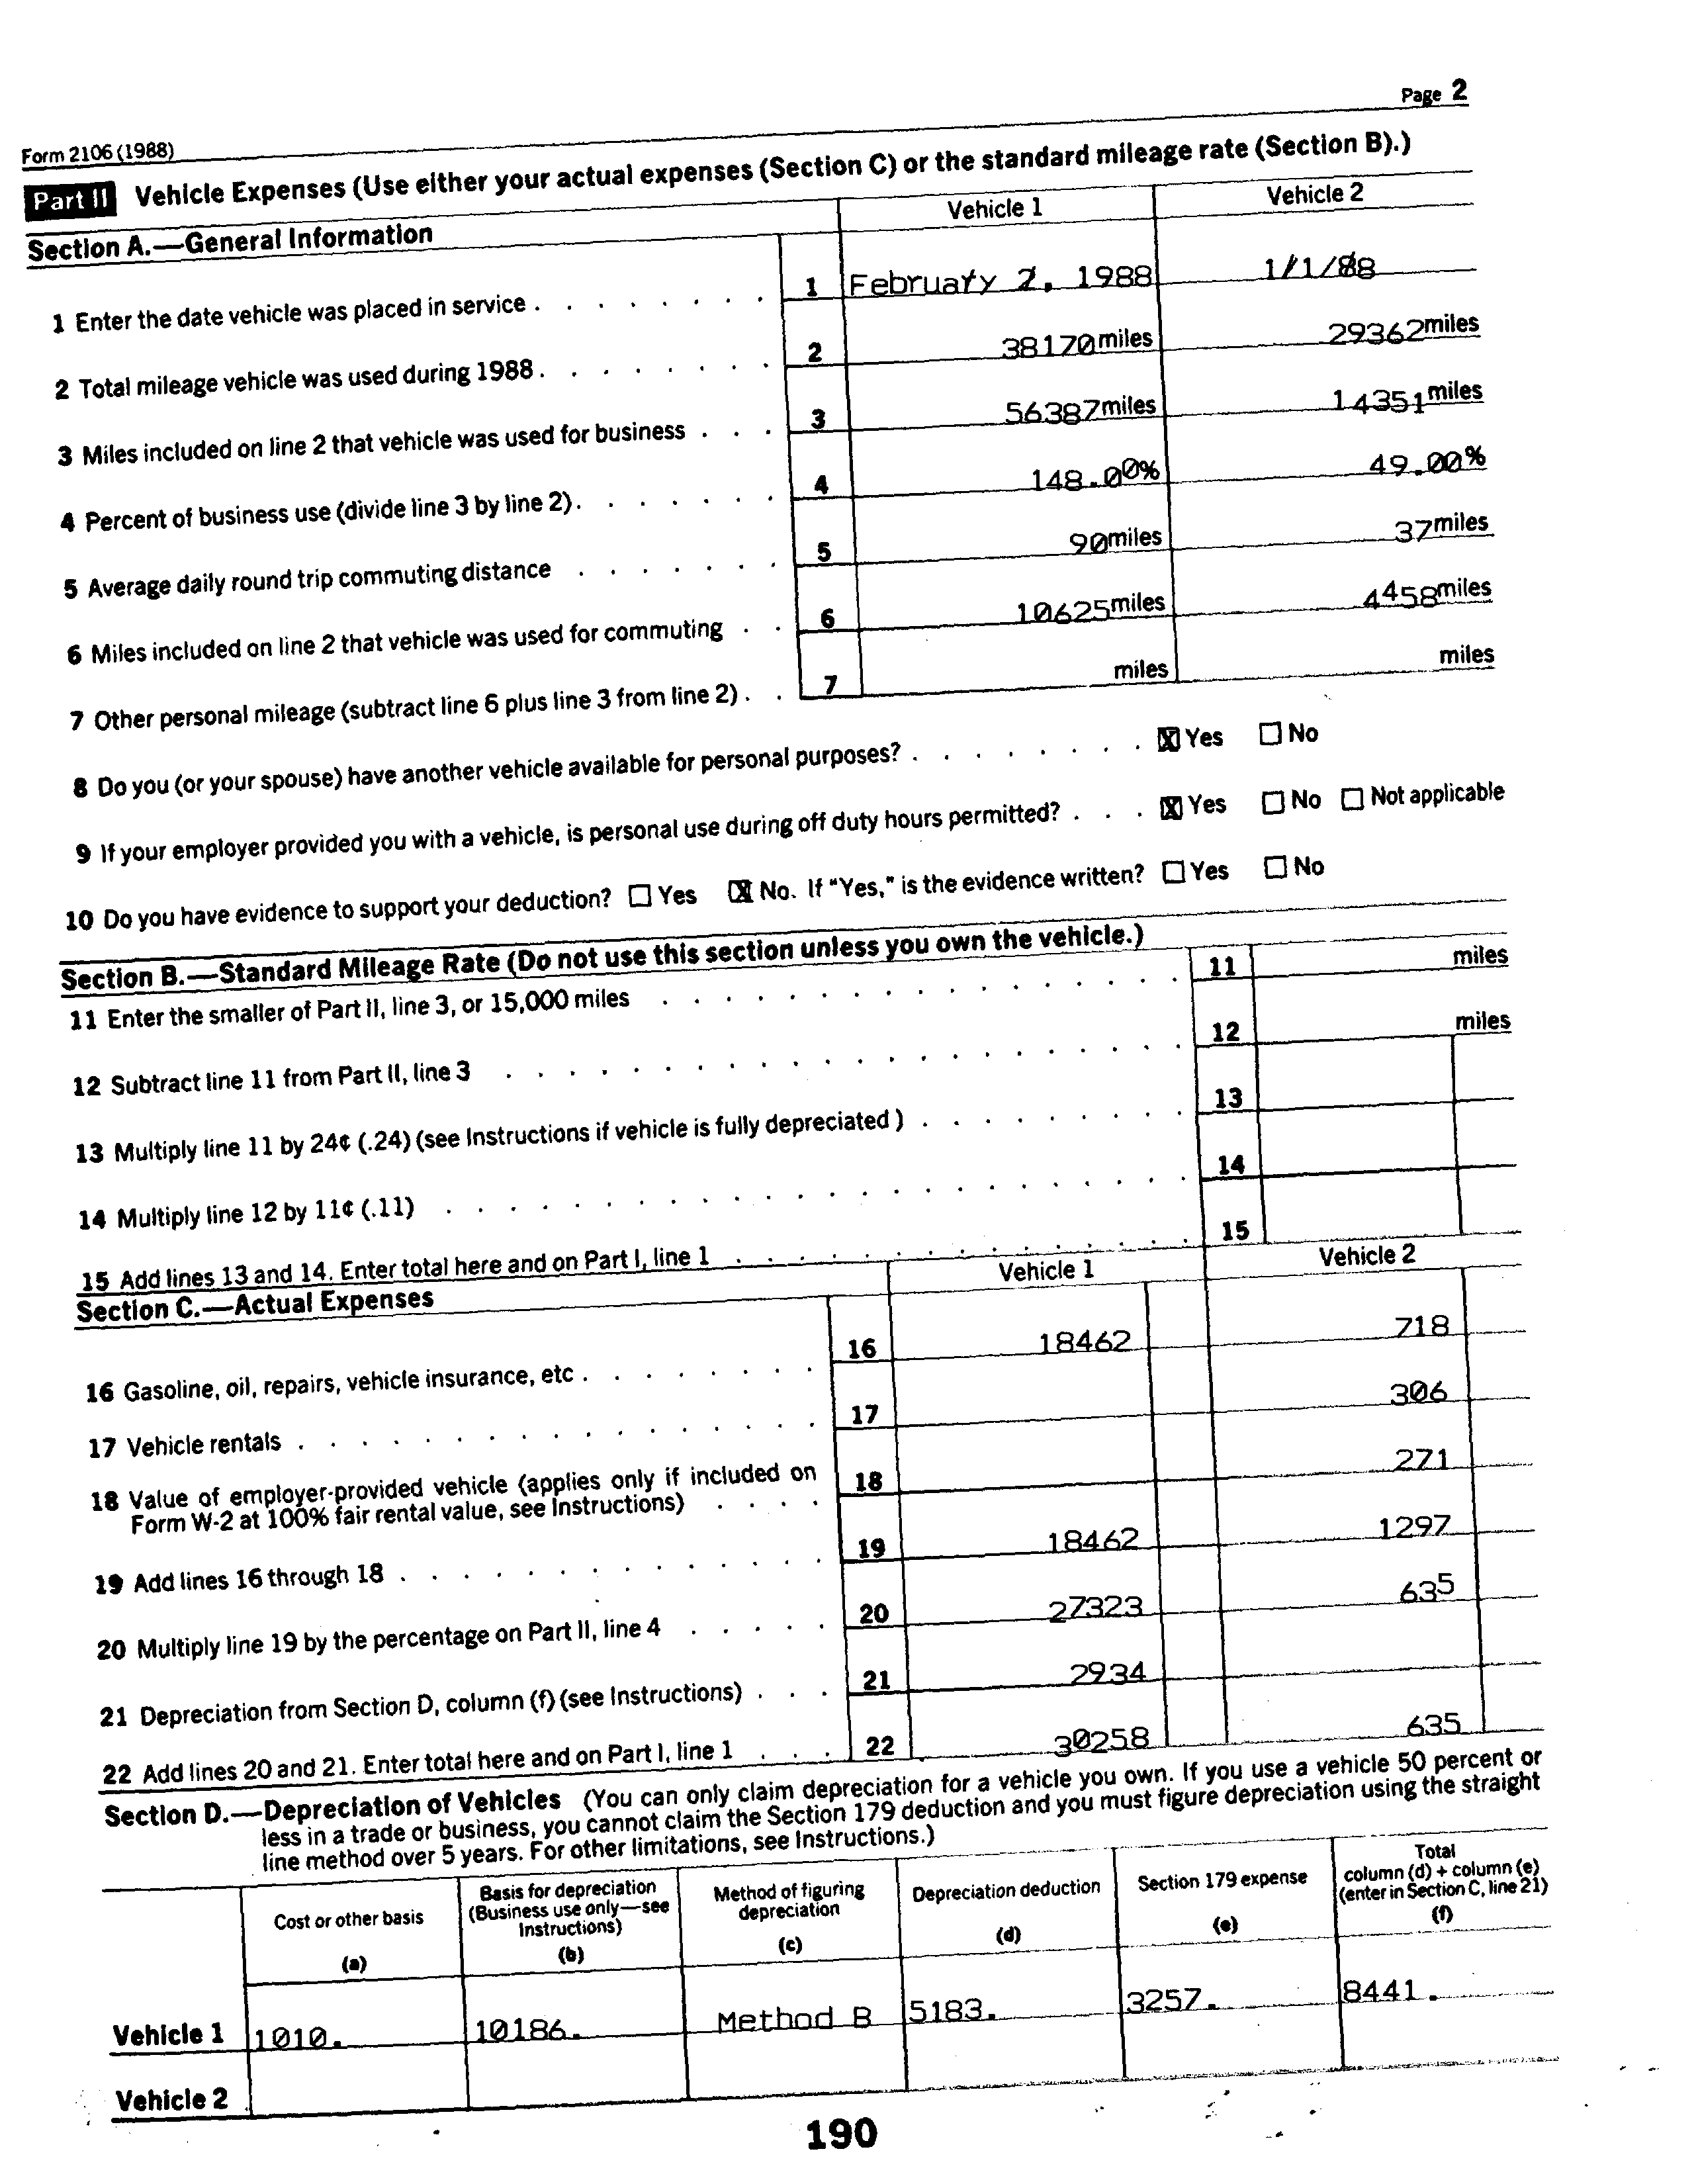 Page 2
Form 2106 (1988)
Part II Vehicle Expenses (Use either your actual expenses (Section C) or the standard mileage rate (Section B).)
Section A.—General Information Vehicle 1 Vehicle 2
1 Enter the date vehicle was placed in service . . . . . . . . 1 February 2, 1988 1/1/88
2 Total mileage vehicle was used during 1988 . . . . . . . . 2 38170 miles 29362 miles
3 Miles included on line 2 that vehicle was used for business . . . 3 56387 miles 14351 miles
4 Percent of business use (divide line 3 by line 2) . . . . . . . 4 148.00% 49.00%
5 Average daily round trip commuting distance . . . . . . . 5 90 miles 37 miles
6 Miles included on line 2 that vehicle was used for commuting . . 6 10625 miles 4458 miles
7 Other personal mileage (subtract line 6 plus line 3 from line 2) . . 7 miles miles
8 Do you (or your spouse) have another vehicle available for personal purposes? . . . . . . . . ☒ Yes ☐ No
9 If your employer provided you with a vehicle, is personal use during off duty hours permitted? . . . ☒ Yes ☐ No ☐ Not applicable
10 Do you have evidence to support your deduction? ☐ Yes ☒ No. If "Yes," is the evidence written? ☐ Yes ☐ No
Section B.—Standard Mileage Rate (Do not use this section unless you own the vehicle.)
11 Enter the smaller of Part II, line 3, or 15,000 miles . . . . . . . . . . . . . . . . . 11 miles
12 Subtract line 11 from Part II, line 3 . . . . . . . . . . . . . . . . . . . . . . 12 miles
13 Multiply line 11 by 24¢ (.24) (see Instructions if vehicle is fully depreciated ) . . . . . . . . . 13
14 Multiply line 12 by 11¢ (.11) . . . . . . . . . . . . . . . . . . . . . . . . 14
15 Add lines 13 and 14. Enter total here and on Part I, line 1 . . . . . . . . . . . . . . . 15
Section C.—Actual Expenses Vehicle 1 Vehicle 2
16 Gasoline, oil, repairs, vehicle insurance, etc . . . . . . . . 16 18462 718
17 Vehicle rentals . . . . . . . . . . . . . . . . . 17 306
18 Value of employer-provided vehicle (applies only if included on
Form W-2 at 100% fair rental value, see Instructions) . . . . 18 271
19 Add lines 16 through 18 . . . . . . . . . . . . . . 19 18462 1297
20 Multiply line 19 by the percentage on Part II, line 4 . . . . . 20 27323 635
21 Depreciation from Section D, column (f) (see Instructions) . . . 21 2934
22 Add lines 20 and 21. Enter total here and on Part I, line 1 . . . 22 30258 635
Section D.—Depreciation of Vehicles (You can only claim depreciation for a vehicle you own. If you use a vehicle 50 percent or
less in a trade or business, you cannot claim the Section 179 deduction and you must figure depreciation using the straight
line method over 5 years. For other limitations, see Instructions.)
Cost or other basis
(a)
Basis for depreciation
(Business use only—see
Instructions)
(b)
Method of figuring
depreciation
(c)
Depreciation deduction
(d)
Section 179 expense
(e)
Total
column (d) + column (e)
(enter in Section C, line 21)
(f)
Vehicle 1 1010. 10186. Method B 5183. 3257. 8441.
Vehicle 2
190